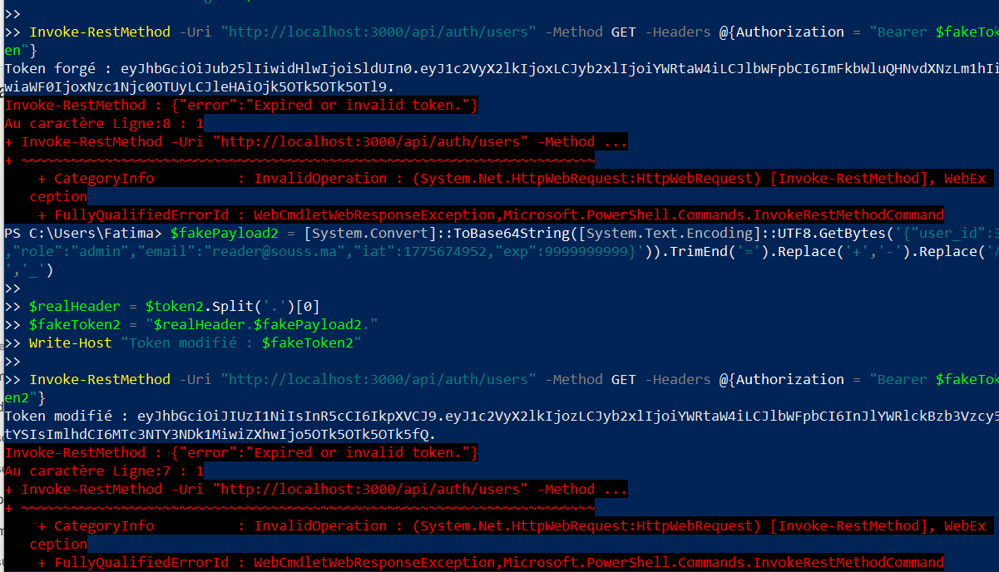 >>
>> Invoke-RestMethod -Uri "http://localhost:3000/api/auth/users" -Method GET -Headers @{Authorization = "Bearer $fakeTok
en"}
Token forgé : eyJhbGciOiJub25lIiwidHlwIjoiSldUIn0.eyJ1c2VyX2lkIjoxLCJyb2xlIjoiYWRtaW4iLCJlbWFpbCI6ImFkbWluQHNvdXNzLm1hIi
wiaWF0IjoxNzc1Njc0OTUyLCJleHAiOjk5OTk5OTk5OTl9.
Invoke-RestMethod : {"error":"Expired or invalid token."}
Au caractère Ligne:8 : 1
+ Invoke-RestMethod -Uri "http://localhost:3000/api/auth/users" -Method ...
+ ~~~~~~~~~~~~~~~~~~~~~~~~~~~~~~~~~~~~~~~~~~~~~~~~~~~~~~~~~~~~~~~~~~~~~
+ CategoryInfo : InvalidOperation : (System.Net.HttpWebRequest:HttpWebRequest) [Invoke-RestMethod], WebEx
ception
+ FullyQualifiedErrorId : WebCmdletWebResponseException,Microsoft.PowerShell.Commands.InvokeRestMethodCommand
PS C:\Users\Fatima> $fakePayload2 = [System.Convert]::ToBase64String([System.Text.Encoding]::UTF8.GetBytes('{"user_id":3
,"role":"admin","email":"reader@souss.ma","iat":1775674952,"exp":9999999999}')).TrimEnd('=').Replace('+','-').Replace('/
','_')
>>
>> $realHeader = $token2.Split('.')[0]
>> $fakeToken2 = "$realHeader.$fakePayload2."
>> Write-Host "Token modifié : $fakeToken2"
>>
>> Invoke-RestMethod -Uri "http://localhost:3000/api/auth/users" -Method GET -Headers @{Authorization = "Bearer $fakeTok
en2"}
Token modifié : eyJhbGciOiJIUzI1NiIsInR5cCI6IkpXVCJ9.eyJ1c2VyX2lkIjozLCJyb2xlIjoiYWRtaW4iLCJlbWFpbCI6InJlYWRlckBzb3Vzcy5
tYSIsImlhdCI6MTc3NTY3NDk1MiwiZXhwIjo5OTk5OTk5OTk5fQ.
Invoke-RestMethod : {"error":"Expired or invalid token."}
Au caractère Ligne:7 : 1
+ Invoke-RestMethod -Uri "http://localhost:3000/api/auth/users" -Method ...
+ ~~~~~~~~~~~~~~~~~~~~~~~~~~~~~~~~~~~~~~~~~~~~~~~~~~~~~~~~~~~~~~~~~~~~~
+ CategoryInfo : InvalidOperation : (System.Net.HttpWebRequest:HttpWebRequest) [Invoke-RestMethod], WebEx
ception
+ FullyQualifiedErrorId : WebCmdletWebResponseException,Microsoft.PowerShell.Commands.InvokeRestMethodCommand